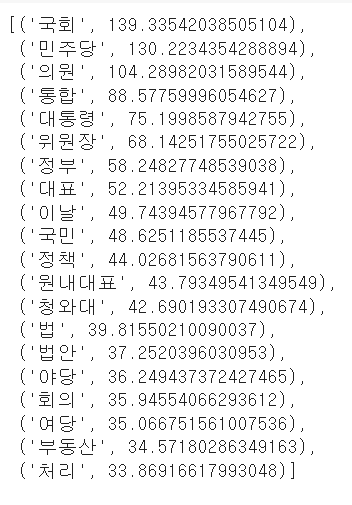 [('국회', 139.33542038505104),
('민주당', 130.2234354288894),
('의원', 104.28982031589544),
('통합', 88.57759996054627),
('대통령', 75.1998587942755),
('위원장', 68.14251755025722),
('정부', 58.24827748539038),
('대표', 52.21395334585941),
('이날', 49.74394577967792),
('국민', 48.6251185537445),
('정책', 44.02681563790611),
('원내대표', 43.79349541349549),
('청와대', 42.690193307490674),
('법', 39.81550210090037),
('법안', 37.2520396030953),
('야당', 36.249437372427465),
('회의', 35.94554066293612),
('여당', 35.066751561007536),
('부동산', 34.57180286349163),
('처리', 33.86916617993048)]